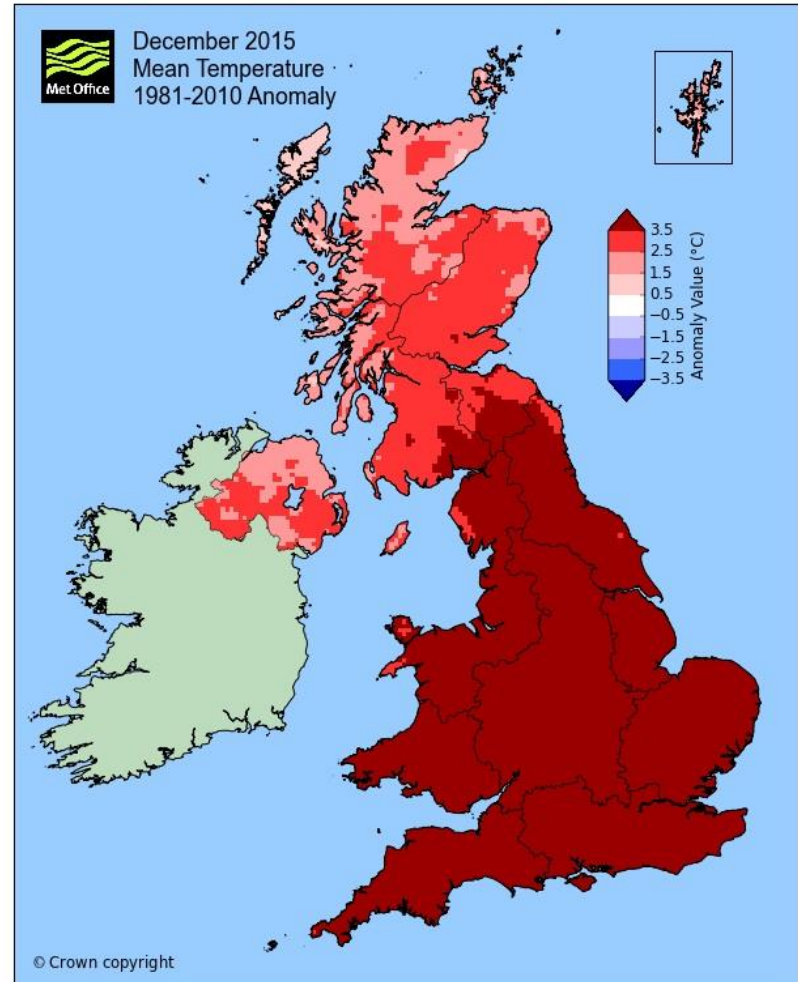 December 2015
Mean Temperature
1981-2010 Anomaly
Met Office
3.5
2.5
1.5
0.5
−0.5
−1.5
−2.5
−3.5
Anomaly Value (°C)
© Crown copyright